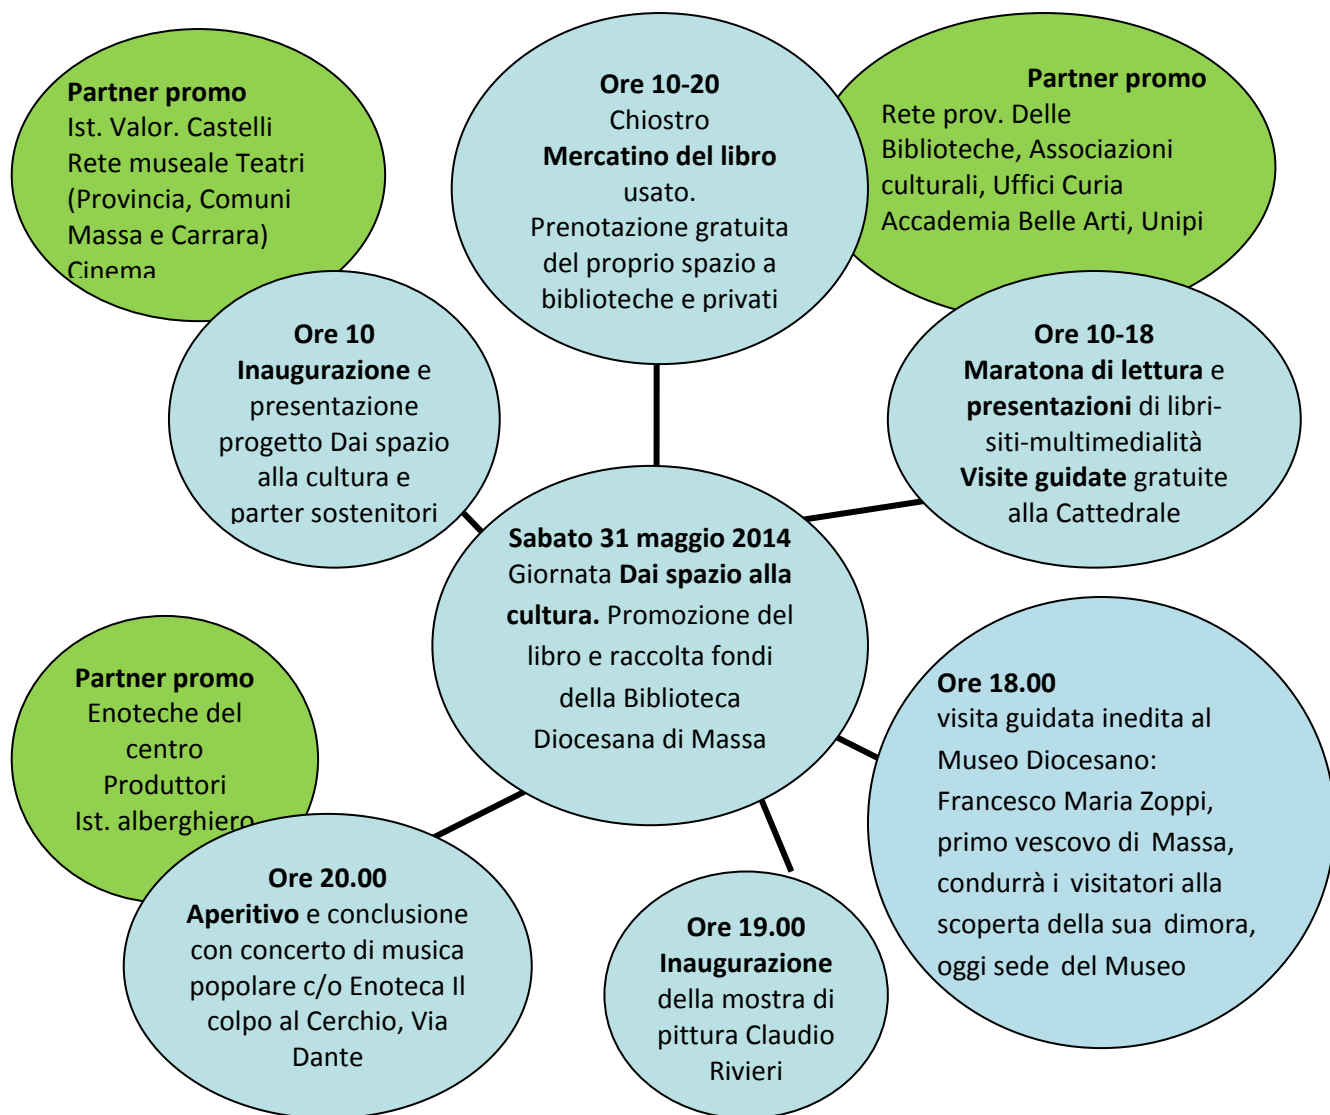 Partner promo
Ist. Valor. Castelli
Rete museale Teatri
(Provincia, Comuni
Massa e Carrara)
Cinema
Ore 10-20
Chiostro
Mercatino del libro
usato.
Prenotazione gratuita
del proprio spazio a
biblioteche e privati
Partner promo
Rete prov. Delle
Biblioteche, Associazioni
culturali, Uffici Curia
Accademia Belle Arti, Unipi
Ore 10
Inaugurazione e
presentazione
progetto Dai spazio
alla cultura e
parter sostenitori
Ore 10-18
Maratona di lettura e
presentazioni di libri-
siti-multimedialità
Visite guidate gratuite
alla Cattedrale
Sabato 31 maggio 2014
Giornata Dai spazio alla
cultura. Promozione del
libro e raccolta fondi
della Biblioteca
Diocesana di Massa
Partner promo
Enoteche del
centro
Produttori
Ist. alberghiero
Ore 18.00
visita guidata inedita al
Museo Diocesano:
Francesco Maria Zoppi,
primo vescovo di Massa,
condurrà i visitatori alla
scoperta della sua dimora,
oggi sede del Museo
Ore 20.00
Aperitivo e conclusione
con concerto di musica
popolare c/o Enoteca Il
colpo al Cerchio, Via
Dante
Ore 19.00
Inaugurazione
della mostra di
pittura Claudio
Rivieri